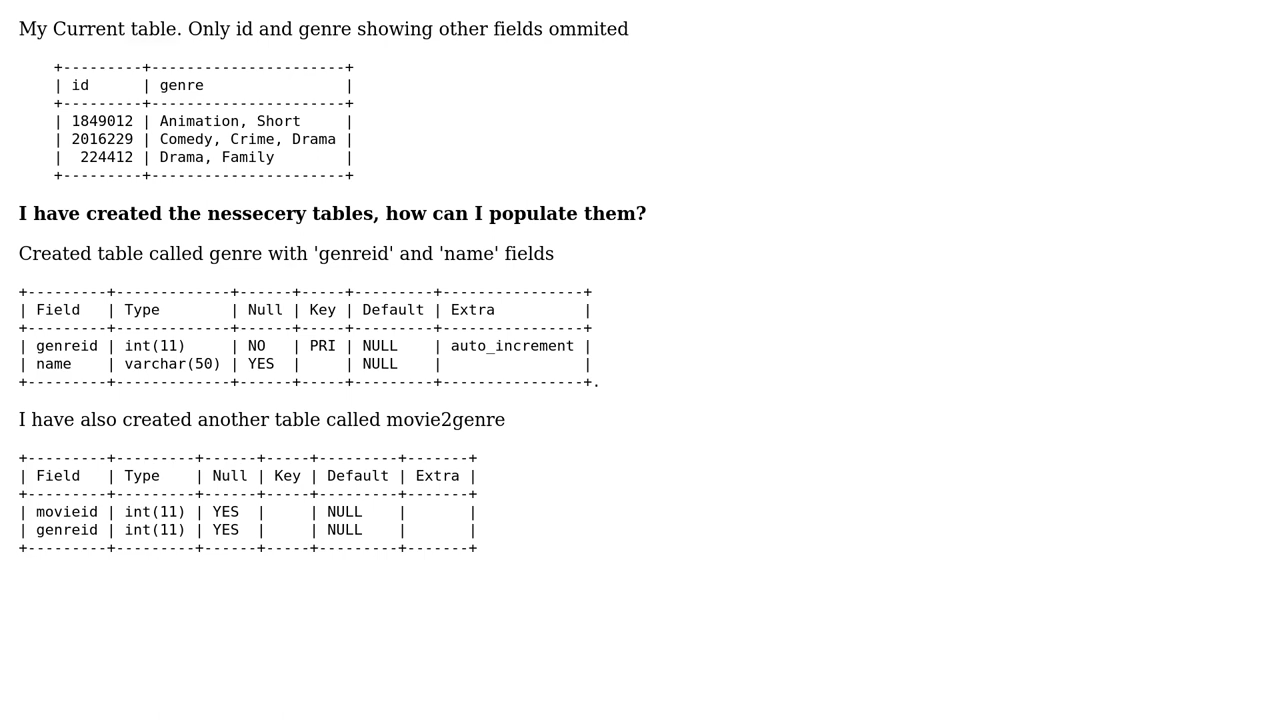 My Current table. Only id and genre showing other fields ommited
+---------+----------------------+
| id      | genre                |
+---------+----------------------+
| 1849012 | Animation, Short     |
| 2016229 | Comedy, Crime, Drama |
|  224412 | Drama, Family        |
+---------+----------------------+
I have created the nessecery tables, how can I populate them?
Created table called genre with 'genreid' and 'name' fields
+---------+-------------+------+-----+---------+----------------+
| Field   | Type        | Null | Key | Default | Extra          |
+---------+-------------+------+-----+---------+----------------+
| genreid | int(11)     | NO   | PRI | NULL    | auto_increment |
| name    | varchar(50) | YES  |     | NULL    |                |
+---------+-------------+------+-----+---------+----------------+.
I have also created another table called movie2genre
+---------+---------+------+-----+---------+-------+
| Field   | Type    | Null | Key | Default | Extra |
+---------+---------+------+-----+---------+-------+
| movieid | int(11) | YES  |     | NULL    |       |
| genreid | int(11) | YES  |     | NULL    |       |
+---------+---------+------+-----+---------+-------+